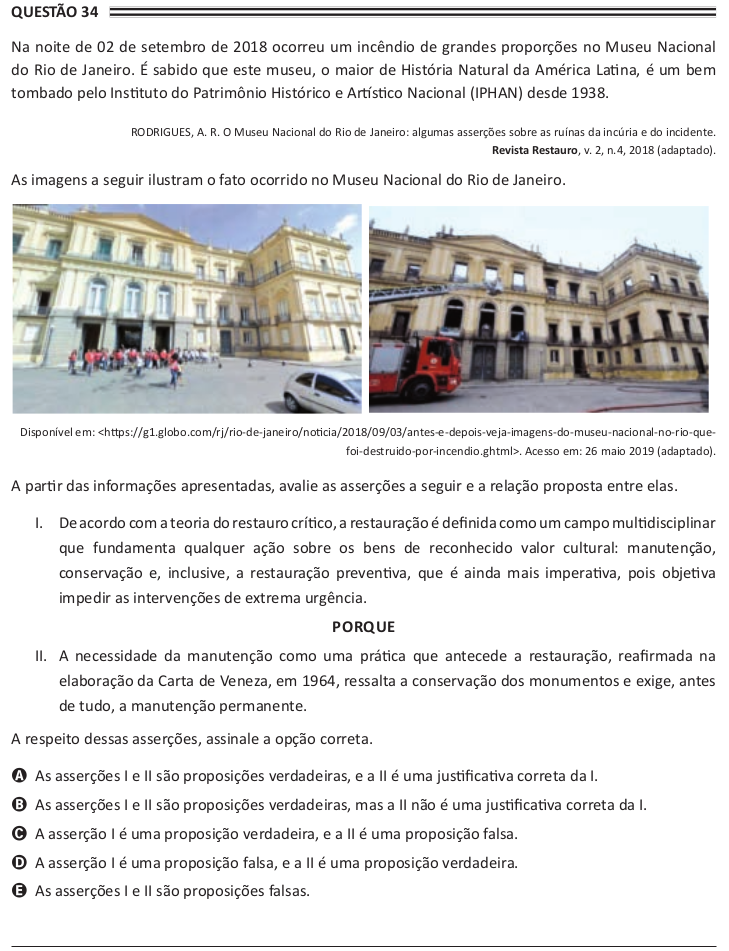 QUESTÃO 34
Na noite de 02 de setembro de 2018 ocorreu um incêndio de grandes proporções no Museu Nacional
do Rio de Janeiro. É sabido que este museu, o maior de História Natural da América Latina, é um bem
tombado pelo Instituto do Patrimônio Histórico e Artístico Nacional (IPHAN) desde 1938.
RODRIGUES, A. R. O Museu Nacional do Rio de Janeiro: algumas asserções sobre as ruínas da incúria e do incidente.
Revista Restauro, v. 2, n.4, 2018 (adaptado).
As imagens a seguir ilustram o fato ocorrido no Museu Nacional do Rio de Janeiro.
Disponível em: <https://g1.globo.com/rj/rio-de-janeiro/noticia/2018/09/03/antes-e-depois-veja-imagens-do-museu-nacional-no-rio-que-
foi-destruido-por-incendio.ghtml>. Acesso em: 26 maio 2019 (adaptado).
A partir das informações apresentadas, avalie as asserções a seguir e a relação proposta entre elas.
I. De acordo com a teoria do restauro crítico, a restauração é definida como um campo multidisciplinar
que fundamenta qualquer ação sobre os bens de reconhecido valor cultural: manutenção,
conservação e, inclusive, a restauração preventiva, que é ainda mais imperativa, pois objetiva
impedir as intervenções de extrema urgência.
PORQUE
II. A necessidade da manutenção como uma prática que antecede a restauração, reafirmada na
elaboração da Carta de Veneza, em 1964, ressalta a conservação dos monumentos e exige, antes
de tudo, a manutenção permanente.
A respeito dessas asserções, assinale a opção correta.
A As asserções I e II são proposições verdadeiras, e a II é uma justificativa correta da I.
B As asserções I e II são proposições verdadeiras, mas a II não é uma justificativa correta da I.
C A asserção I é uma proposição verdadeira, e a II é uma proposição falsa.
D A asserção I é uma proposição falsa, e a II é uma proposição verdadeira.
E As asserções I e II são proposições falsas.